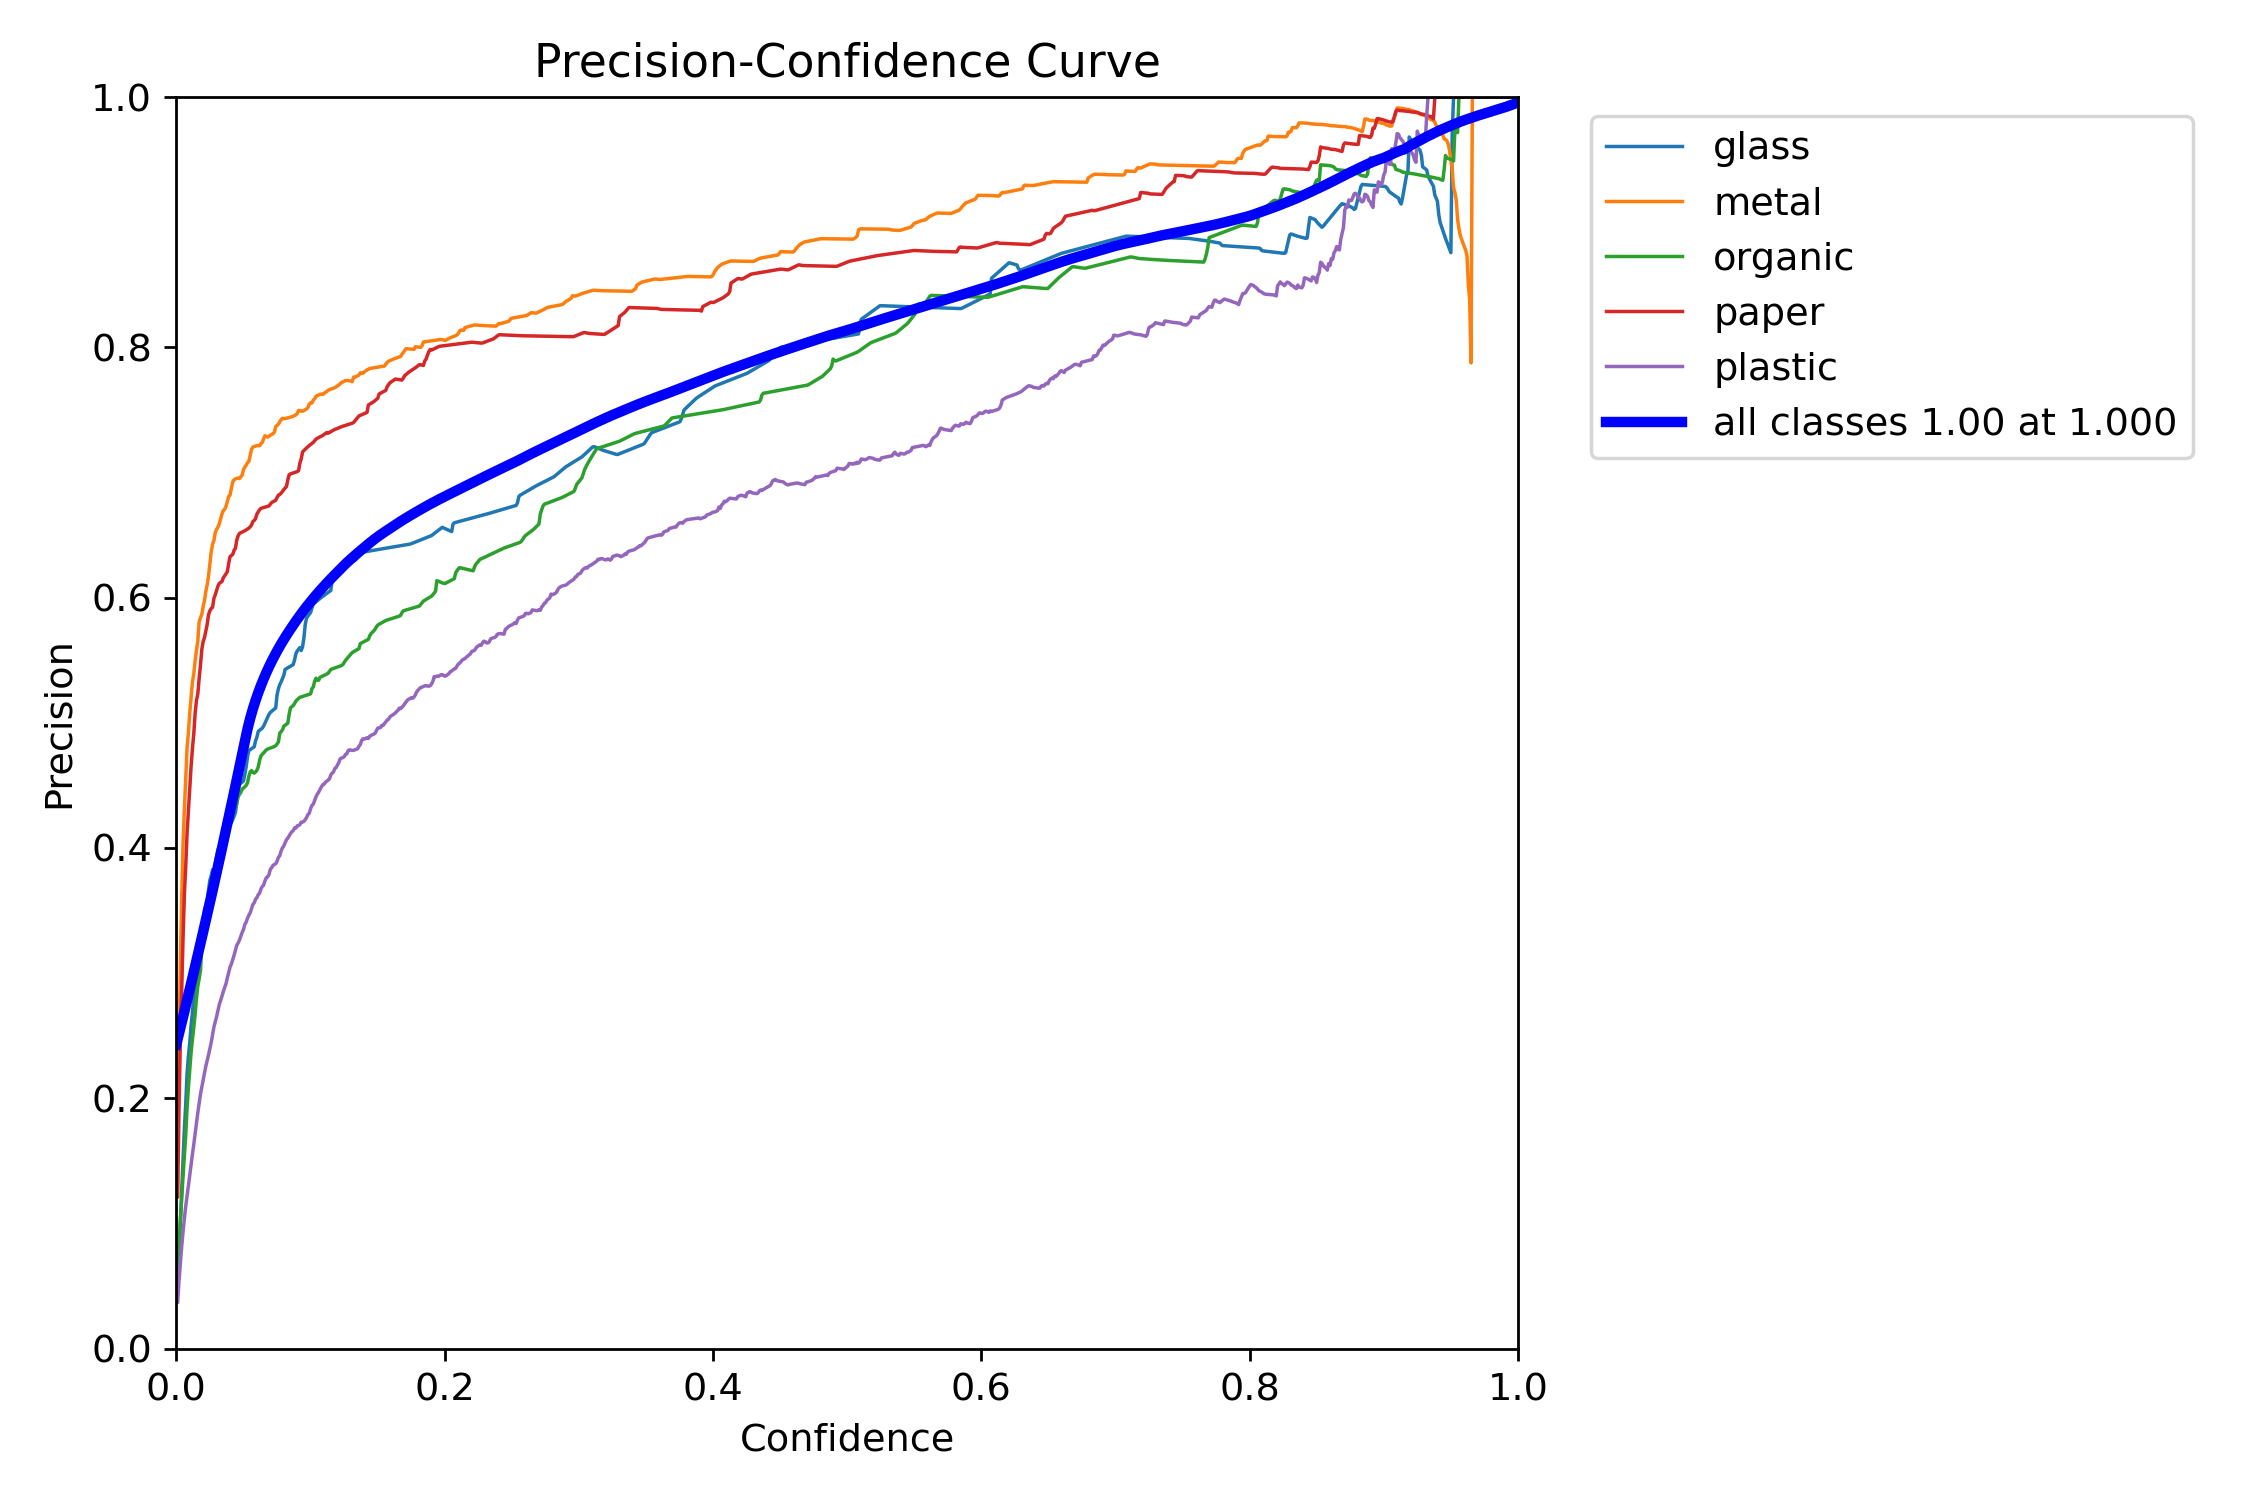 Precision-Confidence Curve
1.0
0.8
0.6
0.4
0.2
0.0
Precision
0.0 0.2 0.4 0.6 0.8 1.0
Confidence
glass
metal
organic
paper
plastic
all classes 1.00 at 1.000